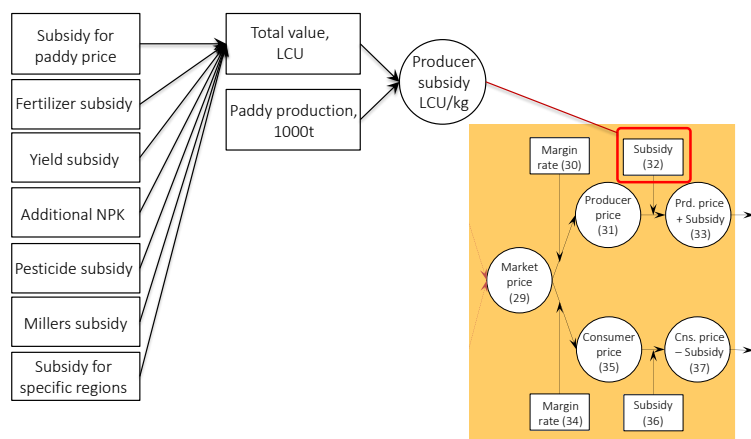 Subsidy for
paddy price
Fertilizer subsidy
Yield subsidy
Additional NPK
Pesticide subsidy
Millers subsidy
Subsidy for
specific regions
Total value,
LCU
Paddy production,
1000t
Producer
subsidy
LCU/kg
Margin
rate (30)
Subsidy
(32)
Producer
price
(31)
Prd. price
+ Subsidy
(33)
Market
price
(29)
Consumer
price
(35)
Cns. price
– Subsidy
(37)
Margin
rate (34)
Subsidy
(36)